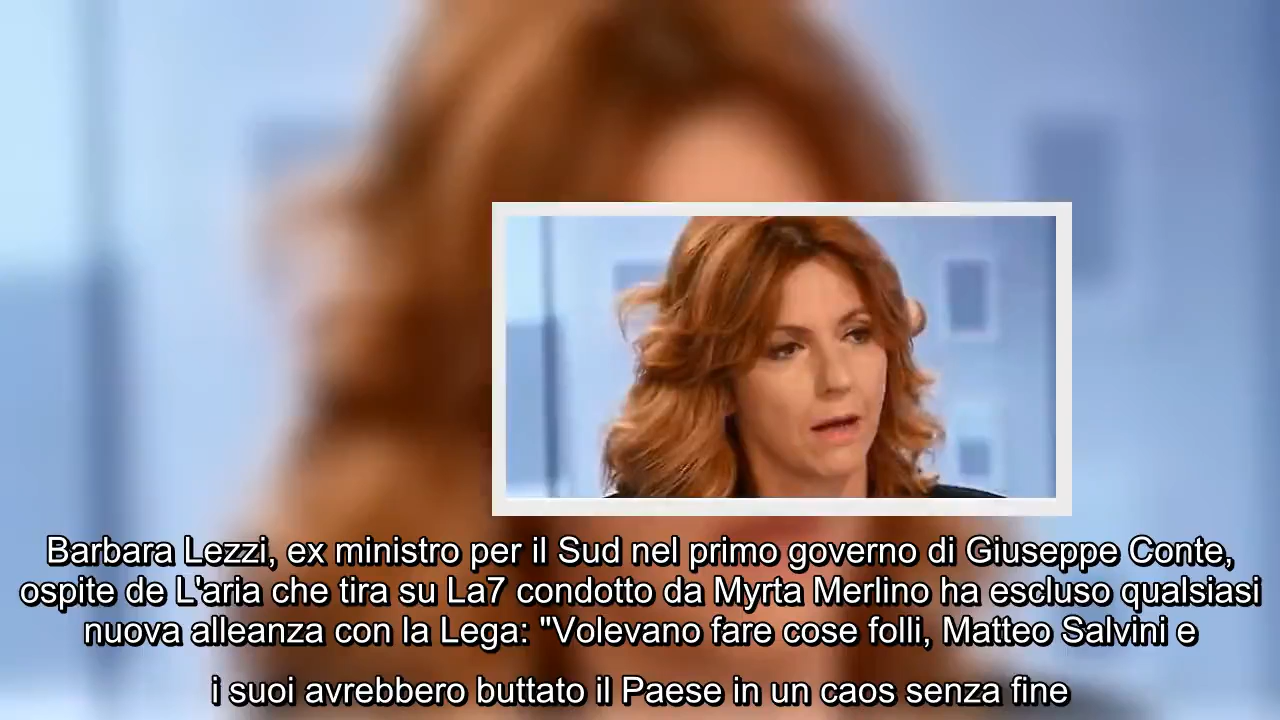 Barbara Lezzi, ex ministro per il Sud nel primo governo di Giuseppe Conte,
ospite de L'aria che tira su La7 condotto da Myrta Merlino ha escluso qualsiasi
nuova alleanza con la Lega: "Volevano fare cose folli, Matteo Salvini e
i suoi avrebbero buttato il Paese in un caos senza fine